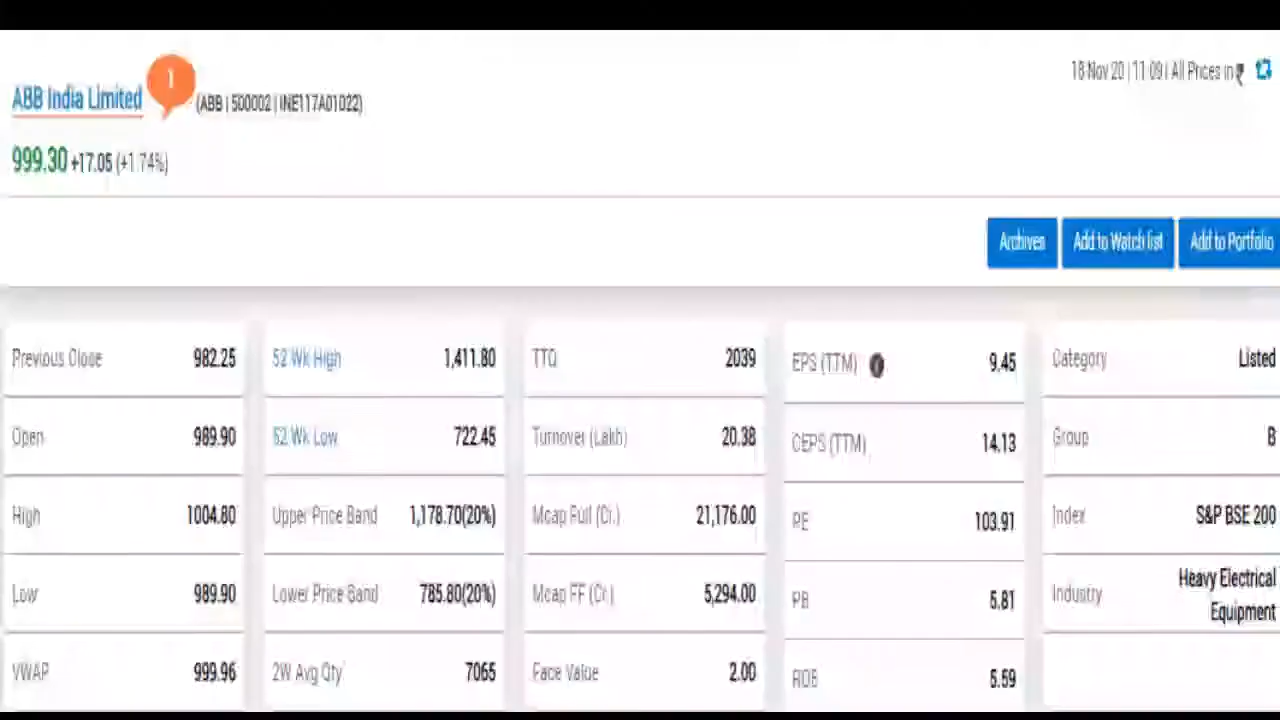 1
18 Nov 20 | 11:09 | All Prices in ₹
ABB India Limited
(ABB | 500002 | INE117A01022)
999.30 +17.05 (+1.74%)
Archives
Add to Watch list
Add to Portfolio
Previous Close 982.25
Open 989.90
High 1004.80
Low 989.90
VWAP 999.96
52 Wk High 1,411.80
52 Wk Low 722.45
Upper Price Band 1,178.70(20%)
Lower Price Band 785.80(20%)
2W Avg Qty 7065
TTQ 2039
Turnover (Lakh) 20.38
Mcap Full (Cr.) 21,176.00
Mcap FF (Cr.) 5,294.00
Face Value 2.00
EPS (TTM) 9.45
CEPS (TTM) 14.13
PE 103.91
PB 5.81
ROE 5.59
Category Listed
Group B
Index S&P BSE 200
Industry Heavy Electrical
Equipment